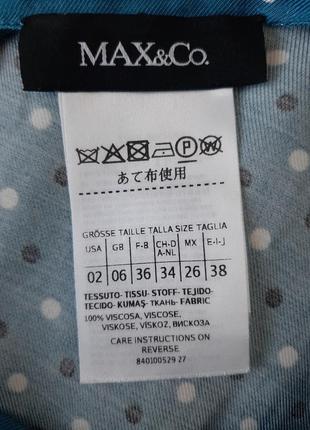 MAX&Co.
P
あて布使用
GRÖSSE TAILLE TALLA SIZE TAGLIA
USA GB F-B CH-D A-NL MX E-I-J
02 06 36 34 26 38
TESSUTO- TISSU- STOFF- TEJIDO-
TECIDO- KUMAŞ- ТКАНЬ- FABRIC
100% VISCOSA, VISCOSE,
VISKOSE, VİSKOZ, ВИСКОЗА
CARE INSTRUCTIONS ON
REVERSE
840100529 27